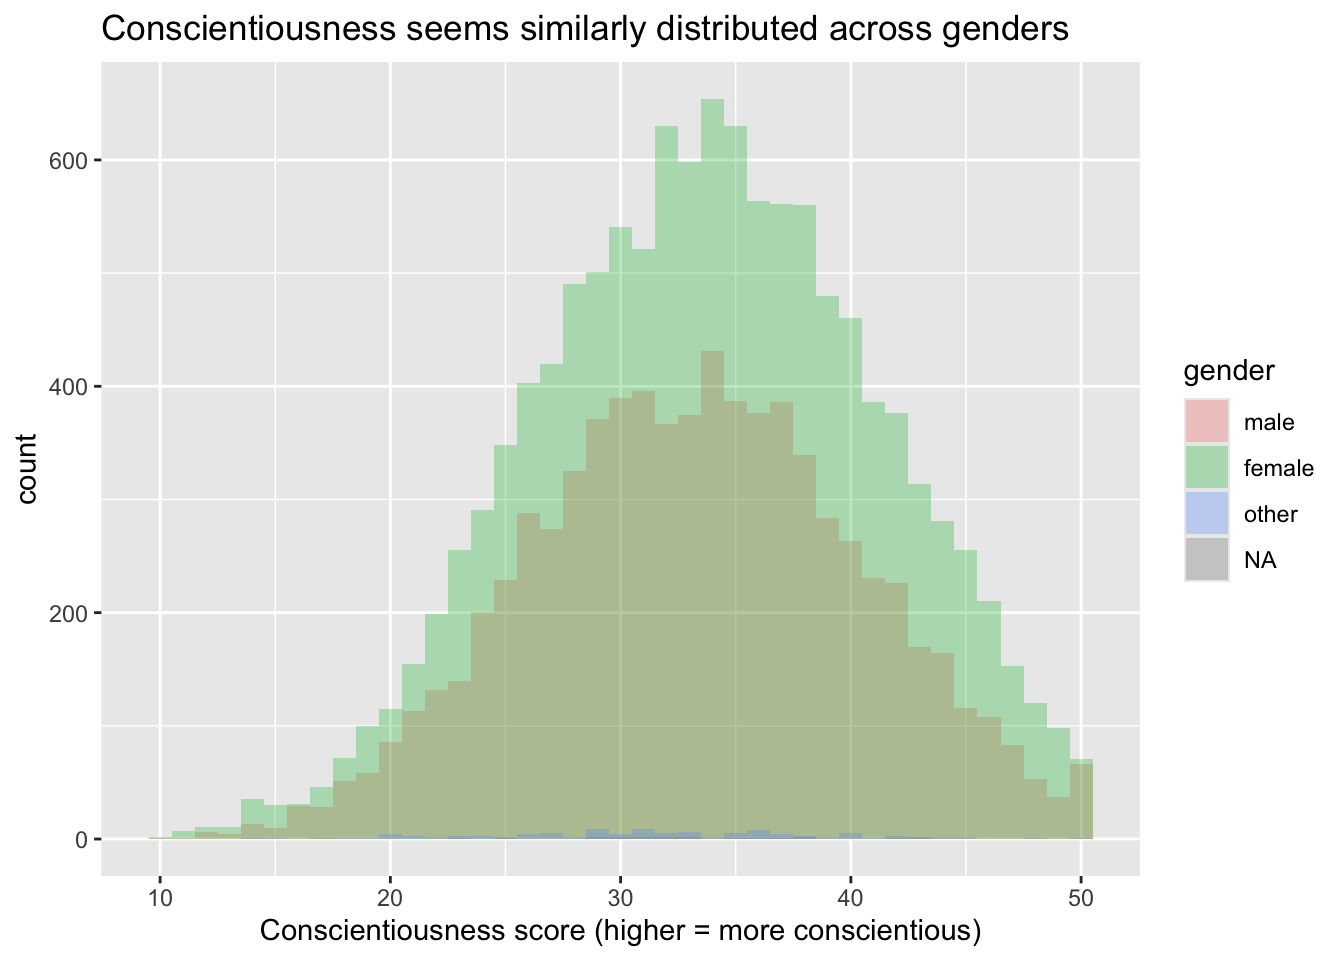 Conscientiousness seems similarly distributed across genders
600
400
200
0
count
10 20 30 40 50
Conscientiousness score (higher = more conscientious)
gender
male
female
other
NA